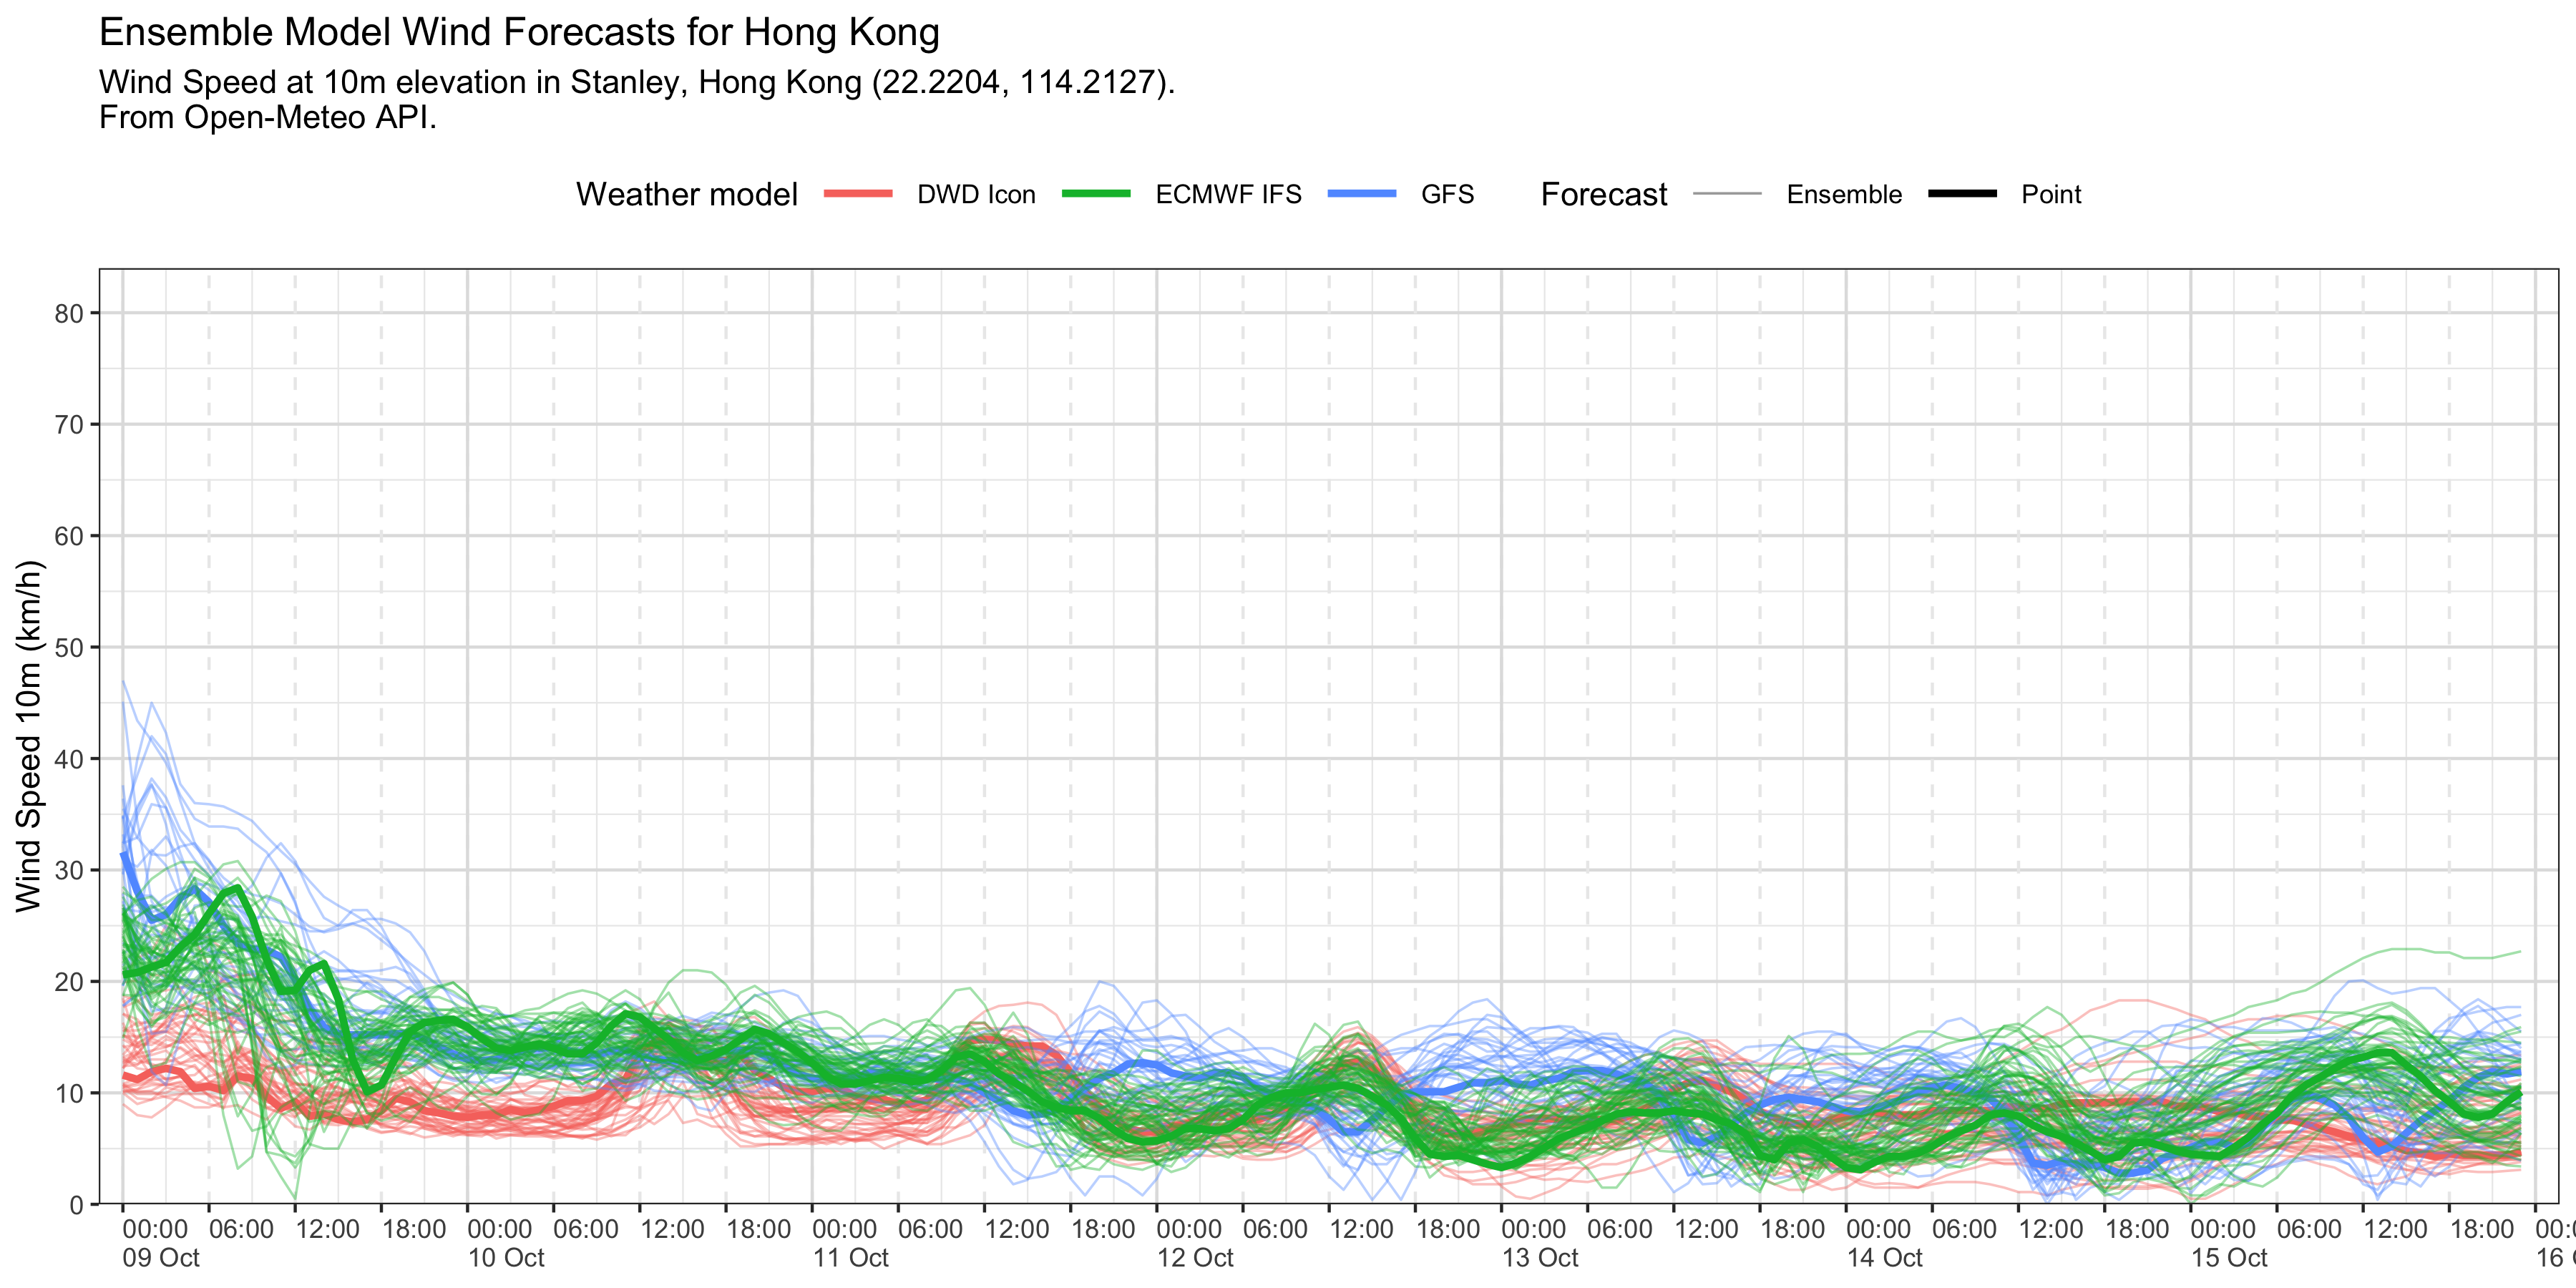 Ensemble Model Wind Forecasts for Hong Kong
Wind Speed at 10m elevation in Stanley, Hong Kong (22.2204, 114.2127).
From Open-Meteo API.
Weather model DWD Icon ECMWF IFS GFS Forecast Ensemble Point
Wind Speed 10m (km/h)
80
70
60
50
40
30
20
10
0
00:00 06:00 12:00 18:00 00:00 06:00 12:00 18:00 00:00 06:00 12:00 18:00 00:00 06:00 12:00 18:00 00:00 06:00 12:00 18:00 00:00 06:00 12:00 18:00 00:00 06:00 12:00 18:00
09 Oct 10 Oct 11 Oct 12 Oct 13 Oct 14 Oct 15 Oct 16